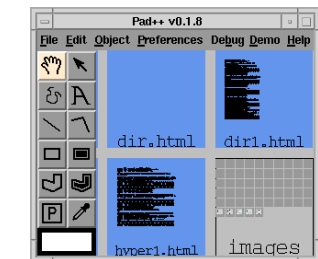 Pad++ v0.1.8
File Edit Object Preferences Debug Demo Help
A
dir.html dir1.html
P
hyper1.html images